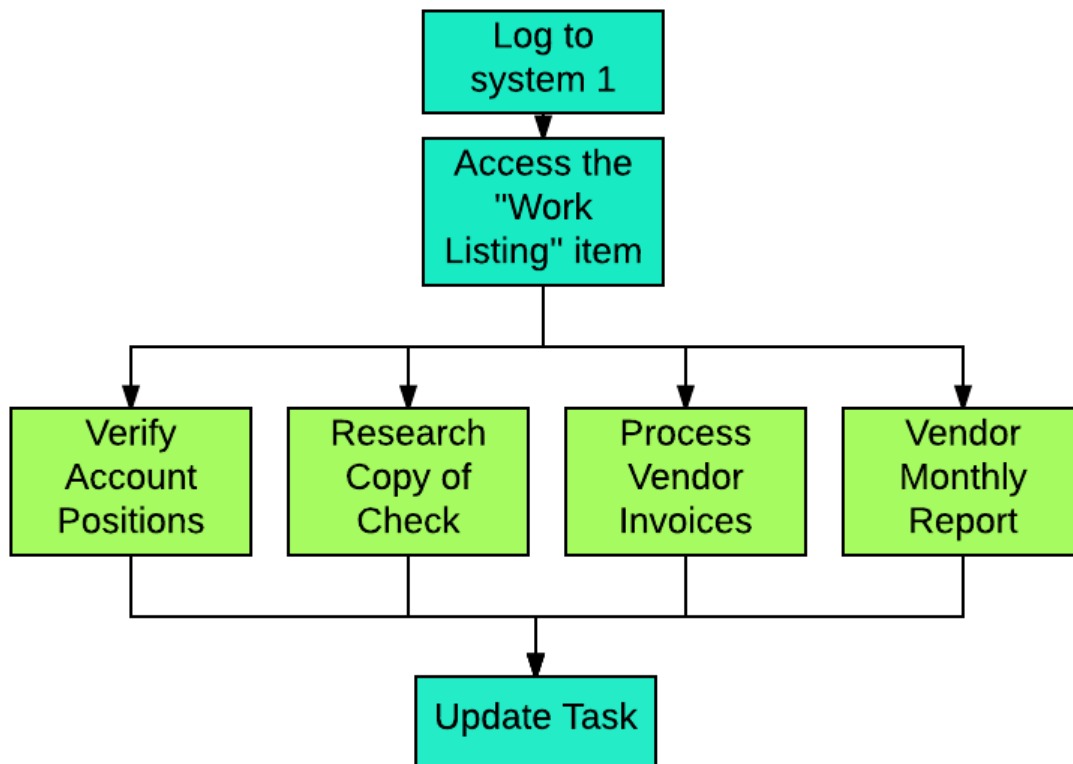 Log to
system 1
Access the
"Work
Listing" item
Verify
Account
Positions
Research
Copy of
Check
Process
Vendor
Invoices
Vendor
Monthly
Report
Update Task